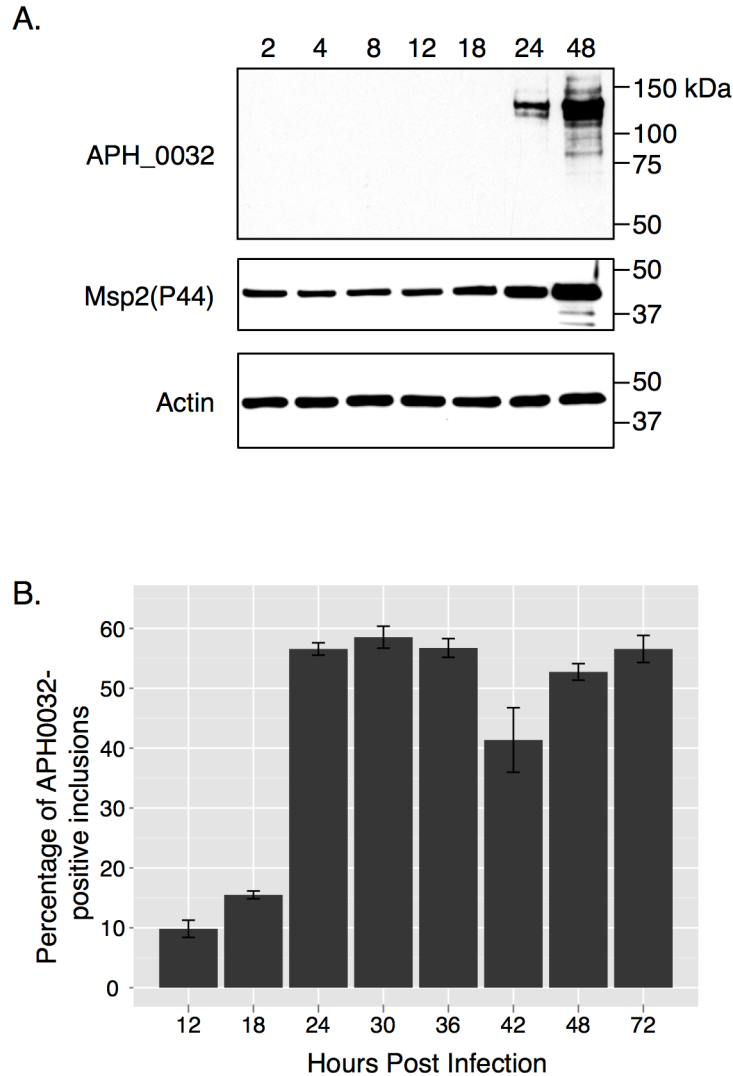 A.
2 4 8 12 18 24 48
150 kDa
APH_0032
100
75
50
50
Msp2(P44)
37
50
Actin
37
B.
60
50
40
30
20
10
0
Percentage of APH0032-
positive inclusions
12 18 24 30 36 42 48 72
Hours Post Infection